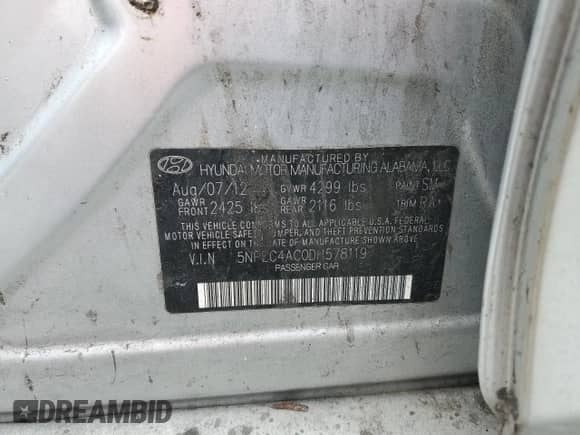 MANUFACTURED BY
HYUNDAI MOTOR MANUFACTURING ALABAMA, LLC
Aug/07/12 GVWR 4299 lbs PAINT SM
GAWR FRONT 2425 lbs GAWR REAR 2116 lbs TRIM
THIS VEHICLE CONFORMS TO ALL APPLICABLE U.S.A. FEDERAL
MOTOR VEHICLE SAFETY, BUMPER, AND THEFT PREVENTION STANDARDS
IN EFFECT ON THE DATE OF MANUFACTURE SHOWN ABOVE.
V.I.N 5NPEC4AC0DH578119
PASSENGER CAR
DREAMBID